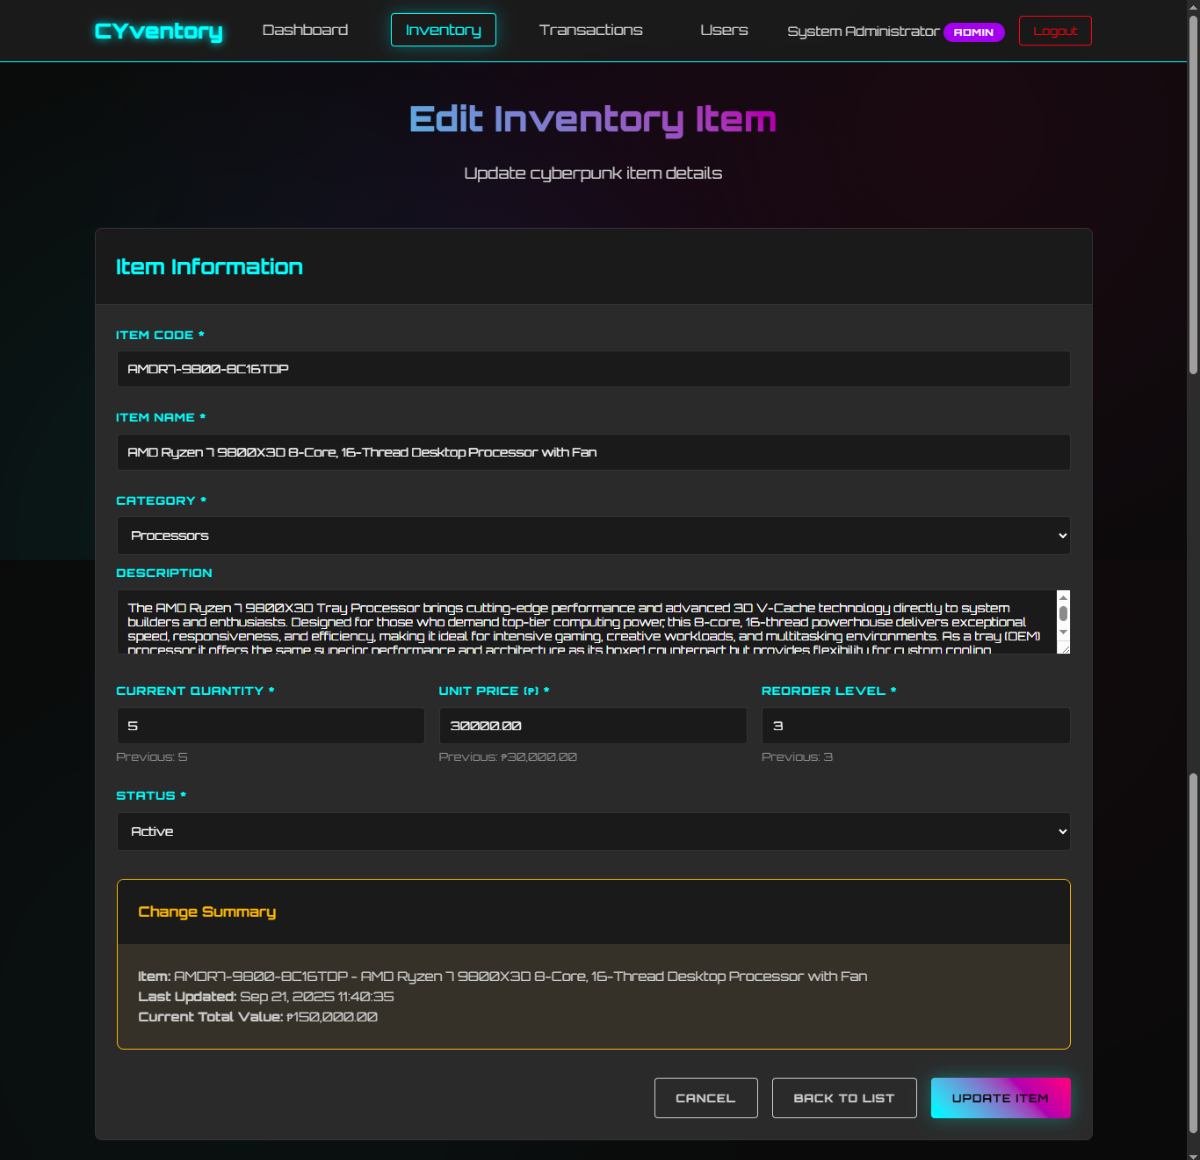 CYventory
Dashboard
Inventory
Transactions
Users
System Administrator ADMIN
Logout
Edit Inventory Item
Update cyberpunk item details
Item Information
ITEM CODE *
AMDR7-9800-8C16TDP
ITEM NAME *
AMD Ryzen 7 9800X3D 8-Core, 16-Thread Desktop Processor with Fan
CATEGORY *
Processors
DESCRIPTION
The AMD Ryzen 7 9800X3D Tray Processor brings cutting-edge performance and advanced 3D V-Cache technology directly to system
builders and enthusiasts. Designed for those who demand top-tier computing power, this 8-core, 16-thread powerhouse delivers exceptional
speed, responsiveness, and efficiency, making it ideal for intensive gaming, creative workloads, and multitasking environments. As a tray (OEM)
processor it offers the same superior performance and architecture as its boxed counterpart but provides flexibility for custom cooling
CURRENT QUANTITY *
5
Previous: 5
UNIT PRICE (₱) *
30000.00
Previous: ₱30,000.00
REORDER LEVEL *
3
Previous: 3
STATUS *
Active
Change Summary
Item: AMDR7-9800-8C16TDP - AMD Ryzen 7 9800X3D 8-Core, 16-Thread Desktop Processor with Fan
Last Updated: Sep 21, 2025 11:40:35
Current Total Value: ₱150,000.00
CANCEL
BACK TO LIST
UPDATE ITEM